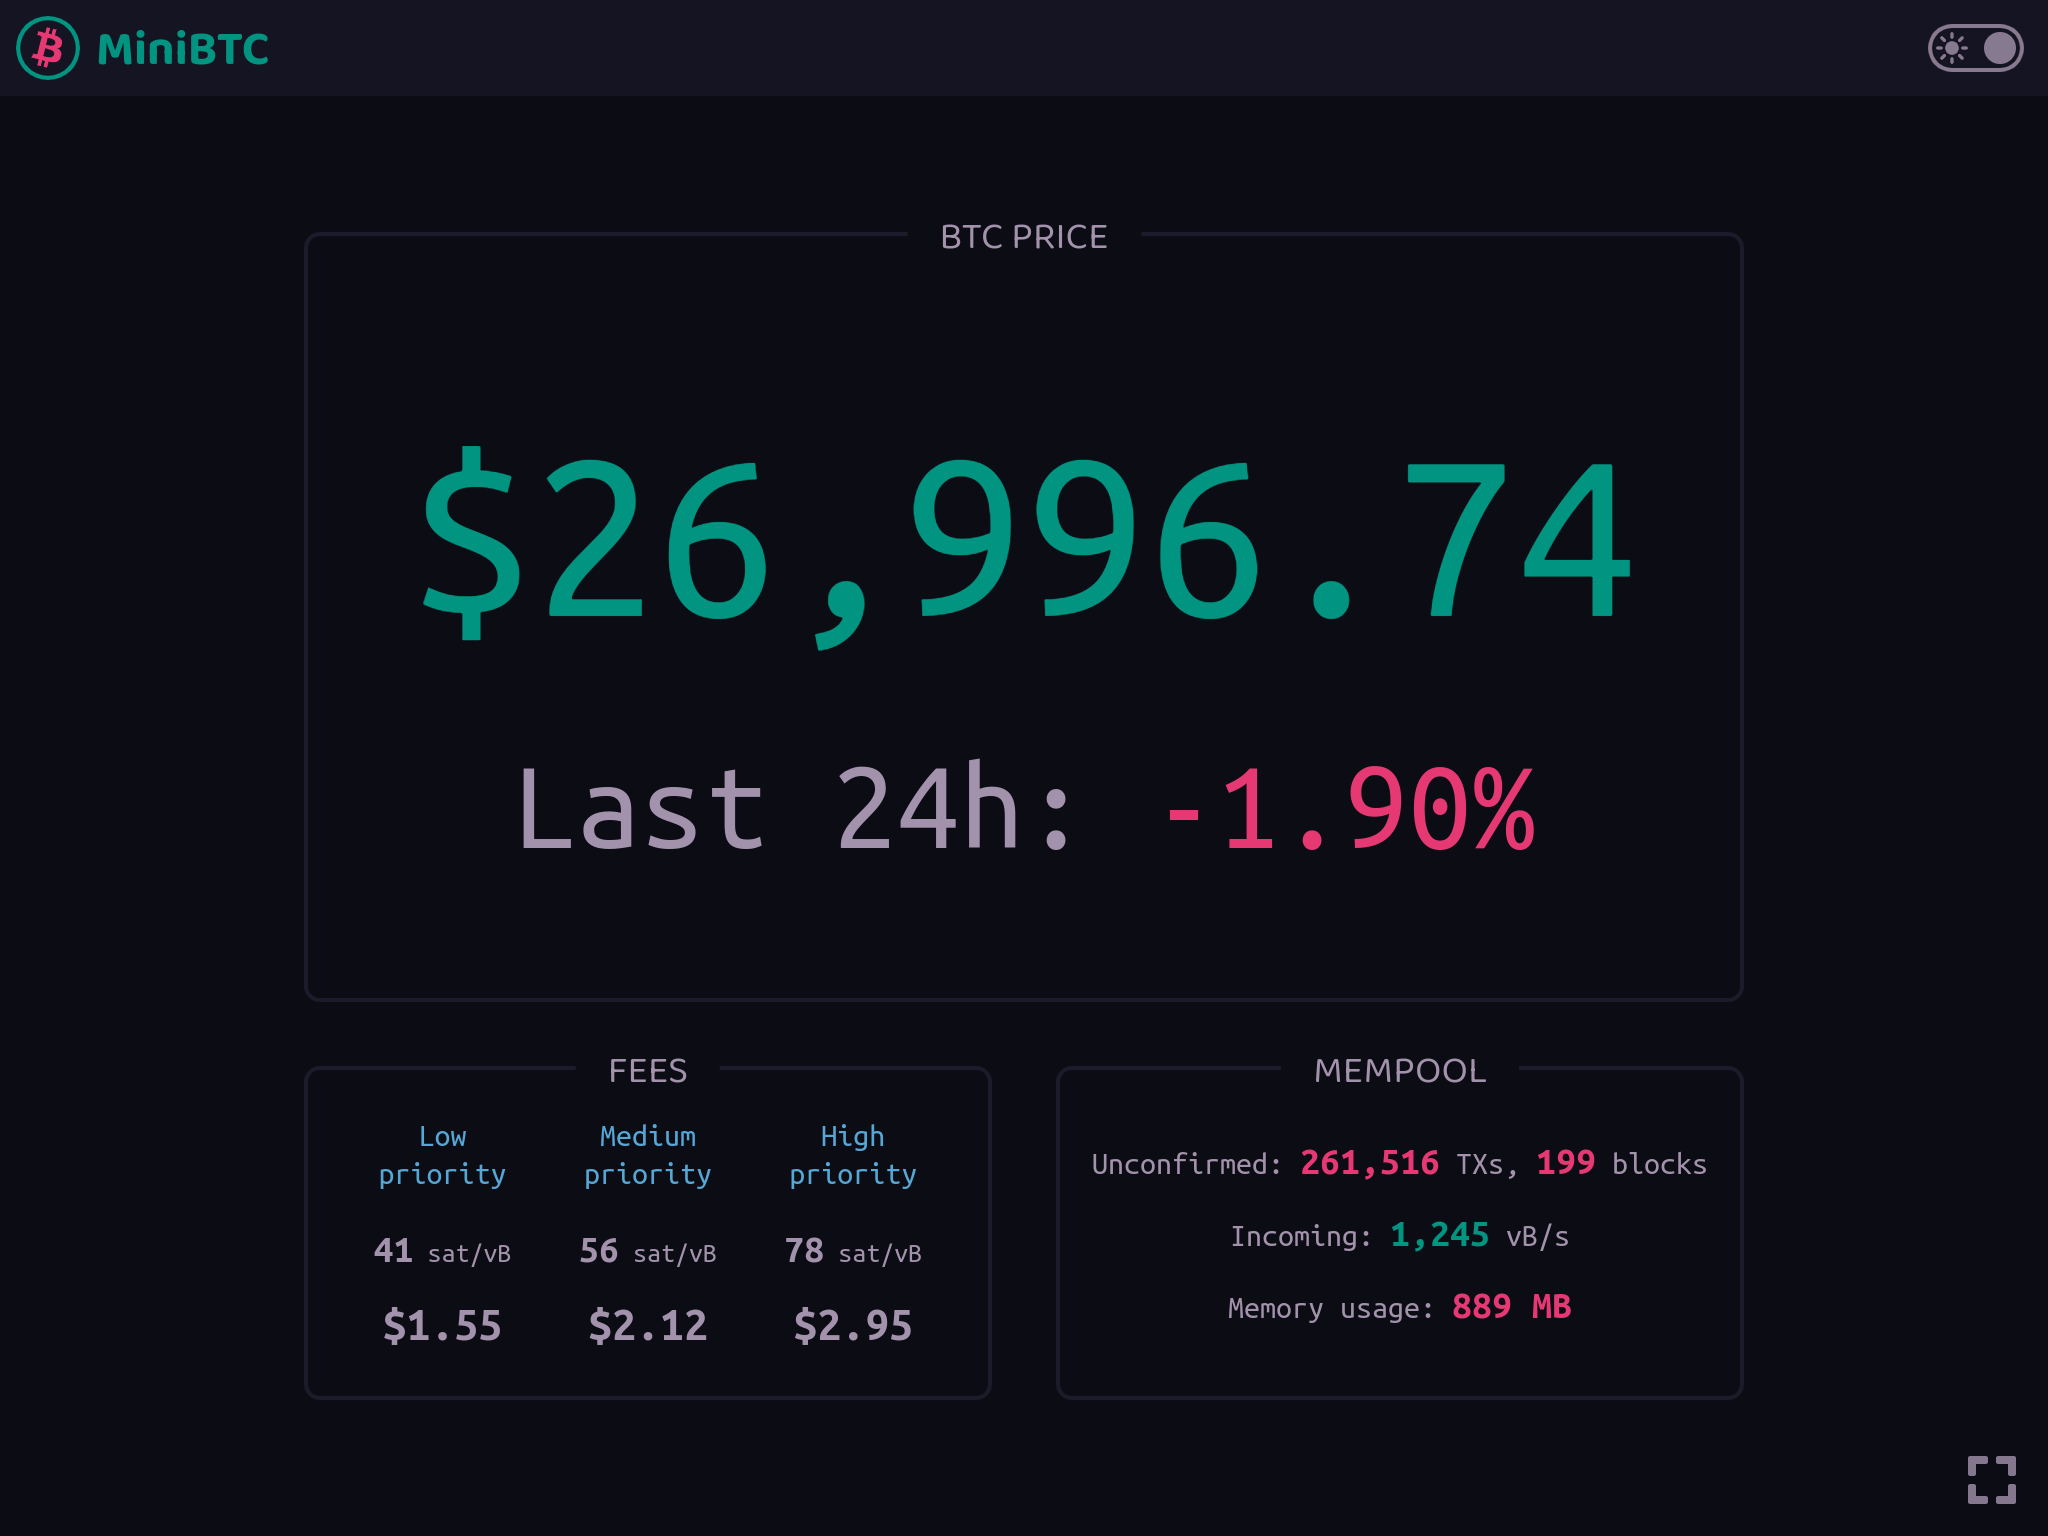 MiniBTC
BTC PRICE
$26,996.74
Last 24h: -1.90%
FEES
Low priority
41 sat/vB
$1.55
Medium priority
56 sat/vB
$2.12
High priority
78 sat/vB
$2.95
MEMPOOL
Unconfirmed: 261,516 TXs, 199 blocks
Incoming: 1,245 vB/s
Memory usage: 889 MB